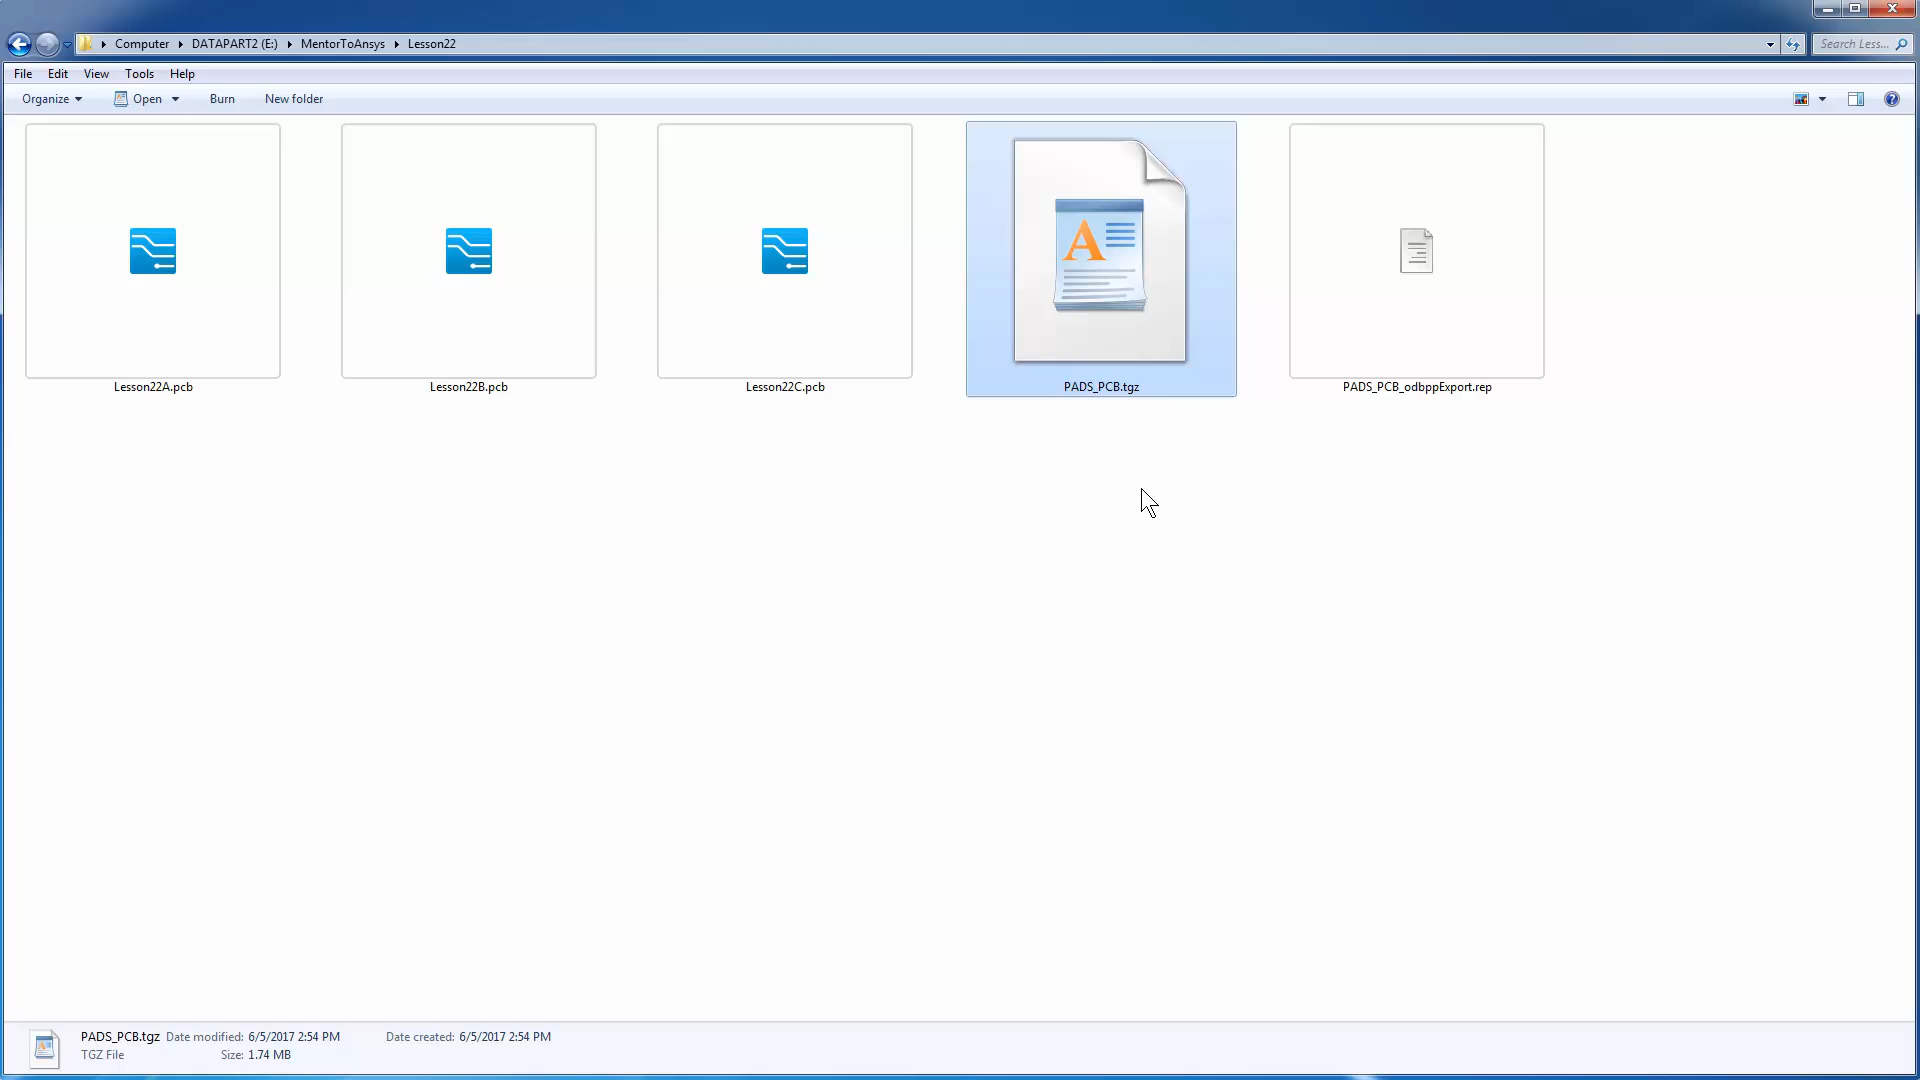 Computer DATAPART2 (E:) MentorToAnsys Lesson22
Search Less...
File Edit View Tools Help
Organize Open Burn New folder
Lesson22A.pcb
Lesson22B.pcb
Lesson22C.pcb
A
PADS_PCB.tgz
PADS_PCB_odbppExport.rep
PADS_PCB.tgz Date modified: 6/5/2017 2:54 PM Date created: 6/5/2017 2:54 PM
TGZ File Size: 1.74 MB